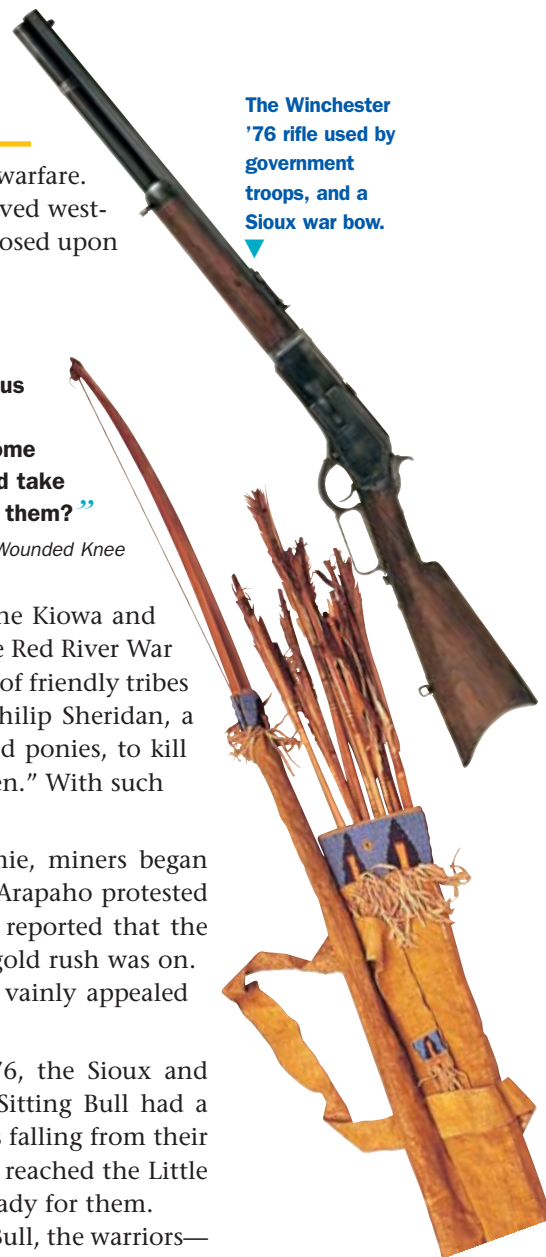 The Winchester
’76 rifle used by
government
troops, and a
Sioux war bow.
warfare.
ved west-
osed upon
us
ome
d take
them?”
Wounded Knee
he Kiowa and
e Red River War
of friendly tribes
hilip Sheridan, a
d ponies, to kill
en.” With such
nie, miners began
Arapaho protested
reported that the
gold rush was on.
vainly appealed
76, the Sioux and
Sitting Bull had a
s falling from their
reached the Little
ady for them.
Bull, the warriors—